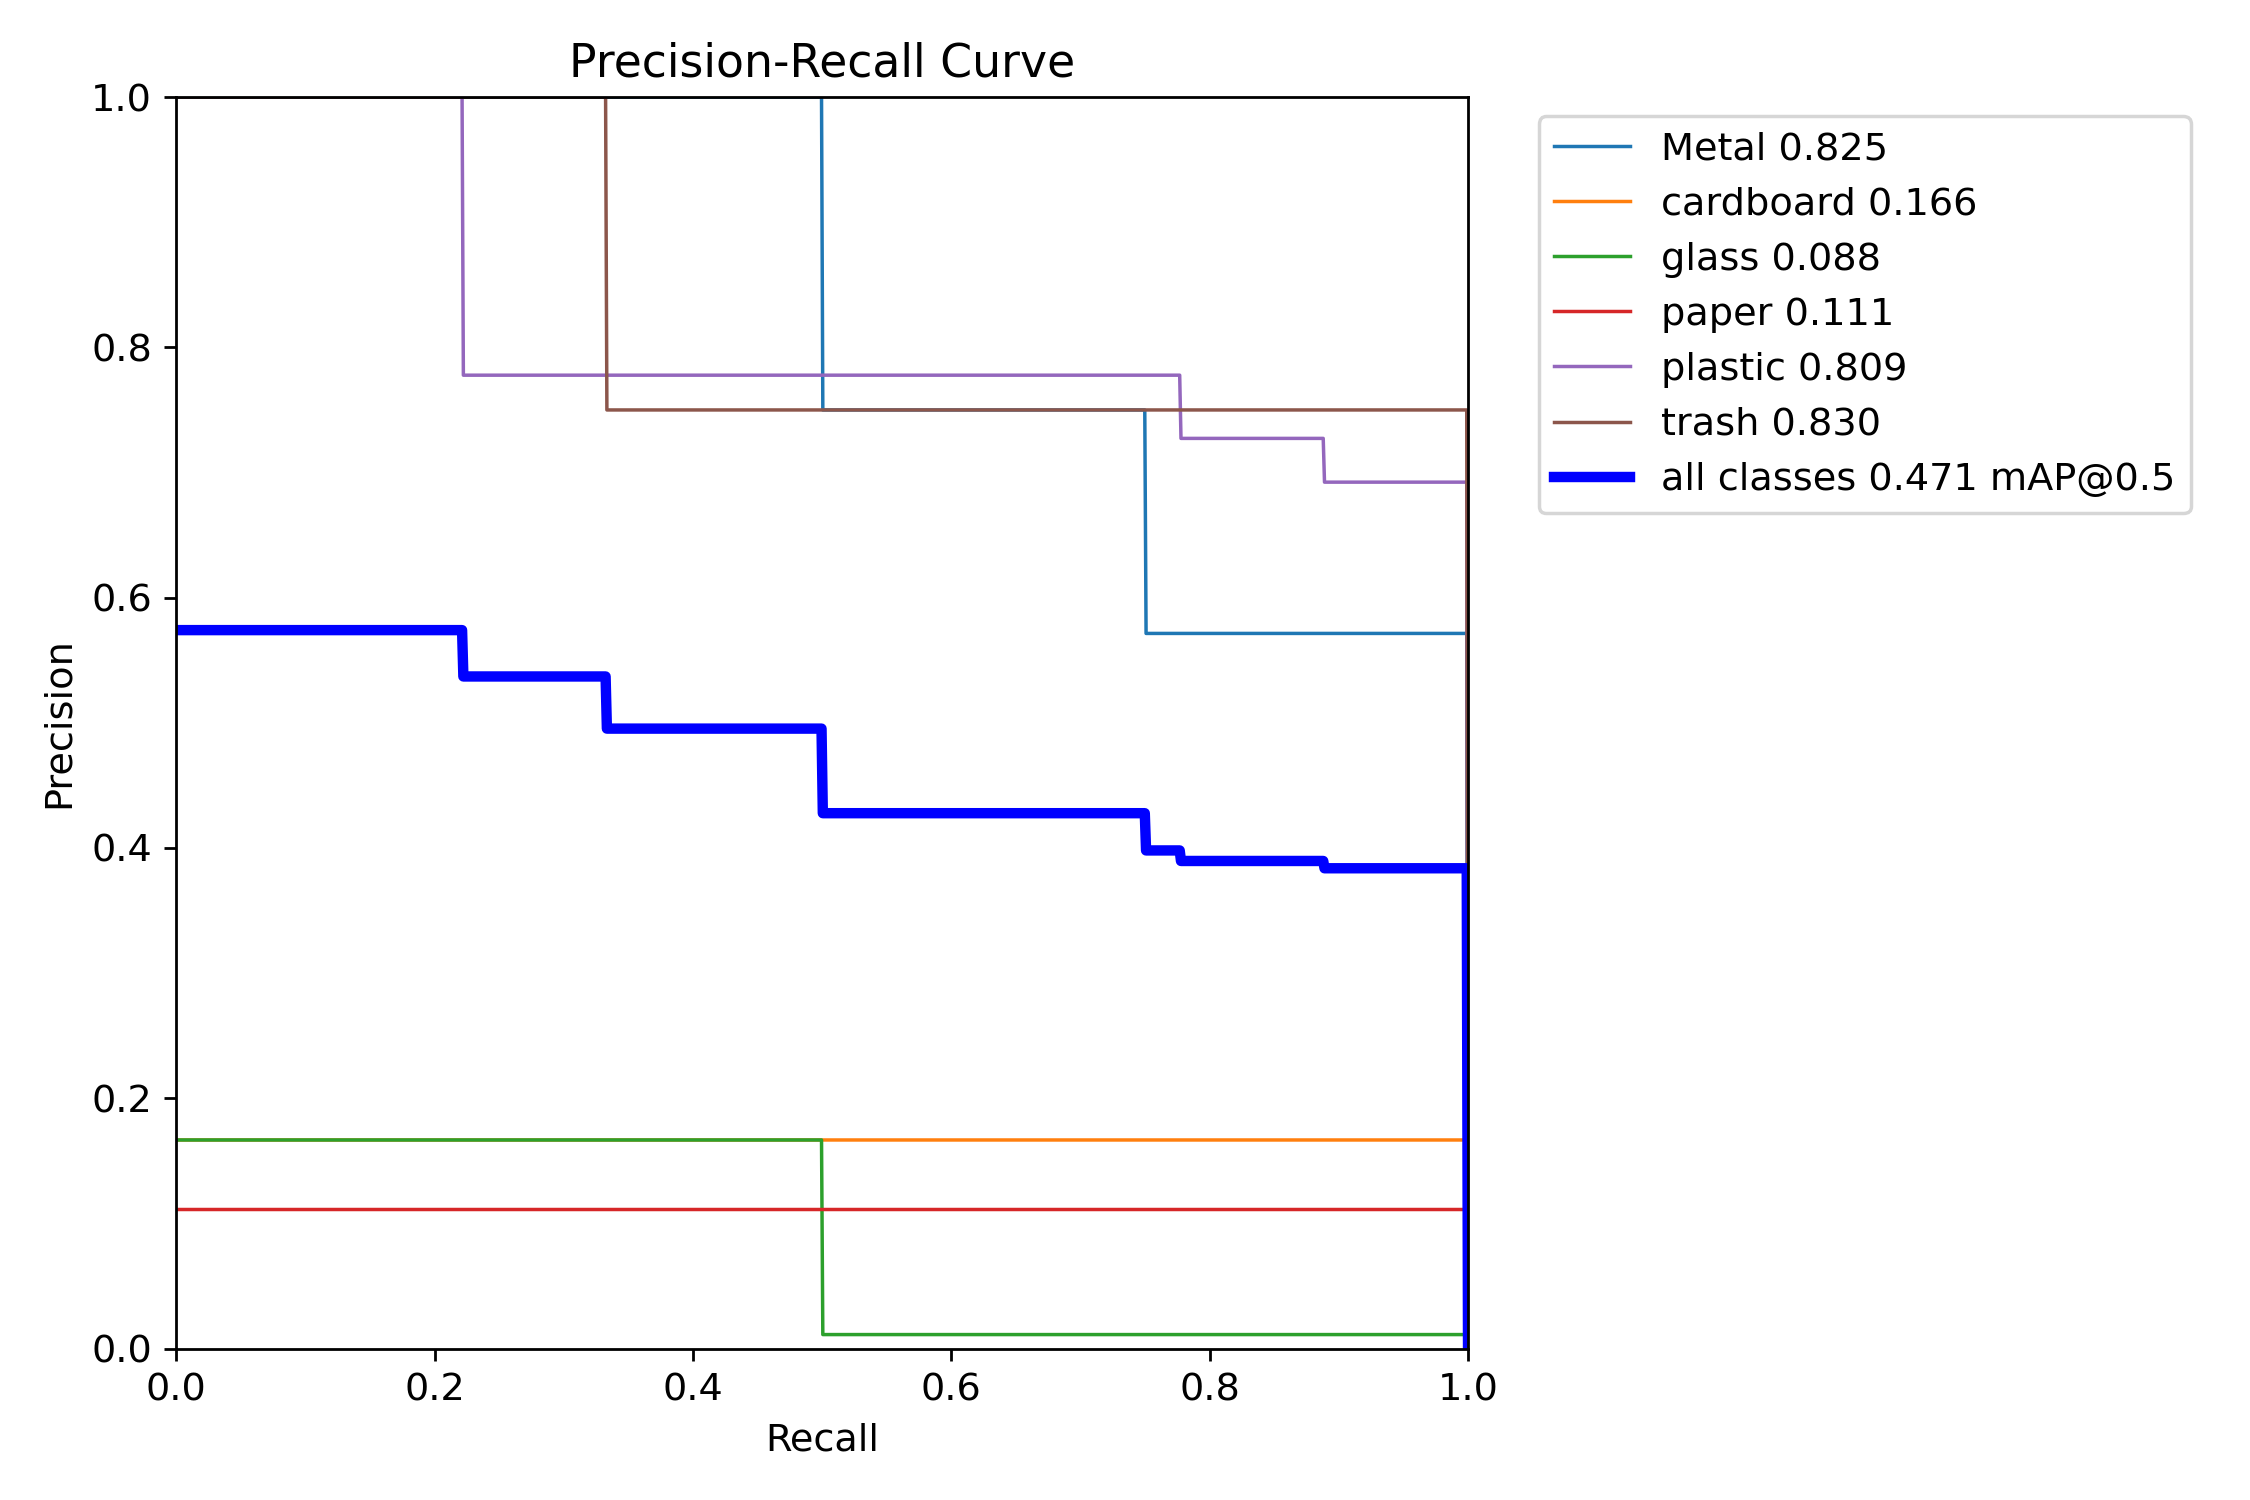 Precision-Recall Curve
1.0
0.8
0.6
0.4
0.2
0.0
Precision
0.0 0.2 0.4 0.6 0.8 1.0
Recall
Metal 0.825
cardboard 0.166
glass 0.088
paper 0.111
plastic 0.809
trash 0.830
all classes 0.471 mAP@0.5